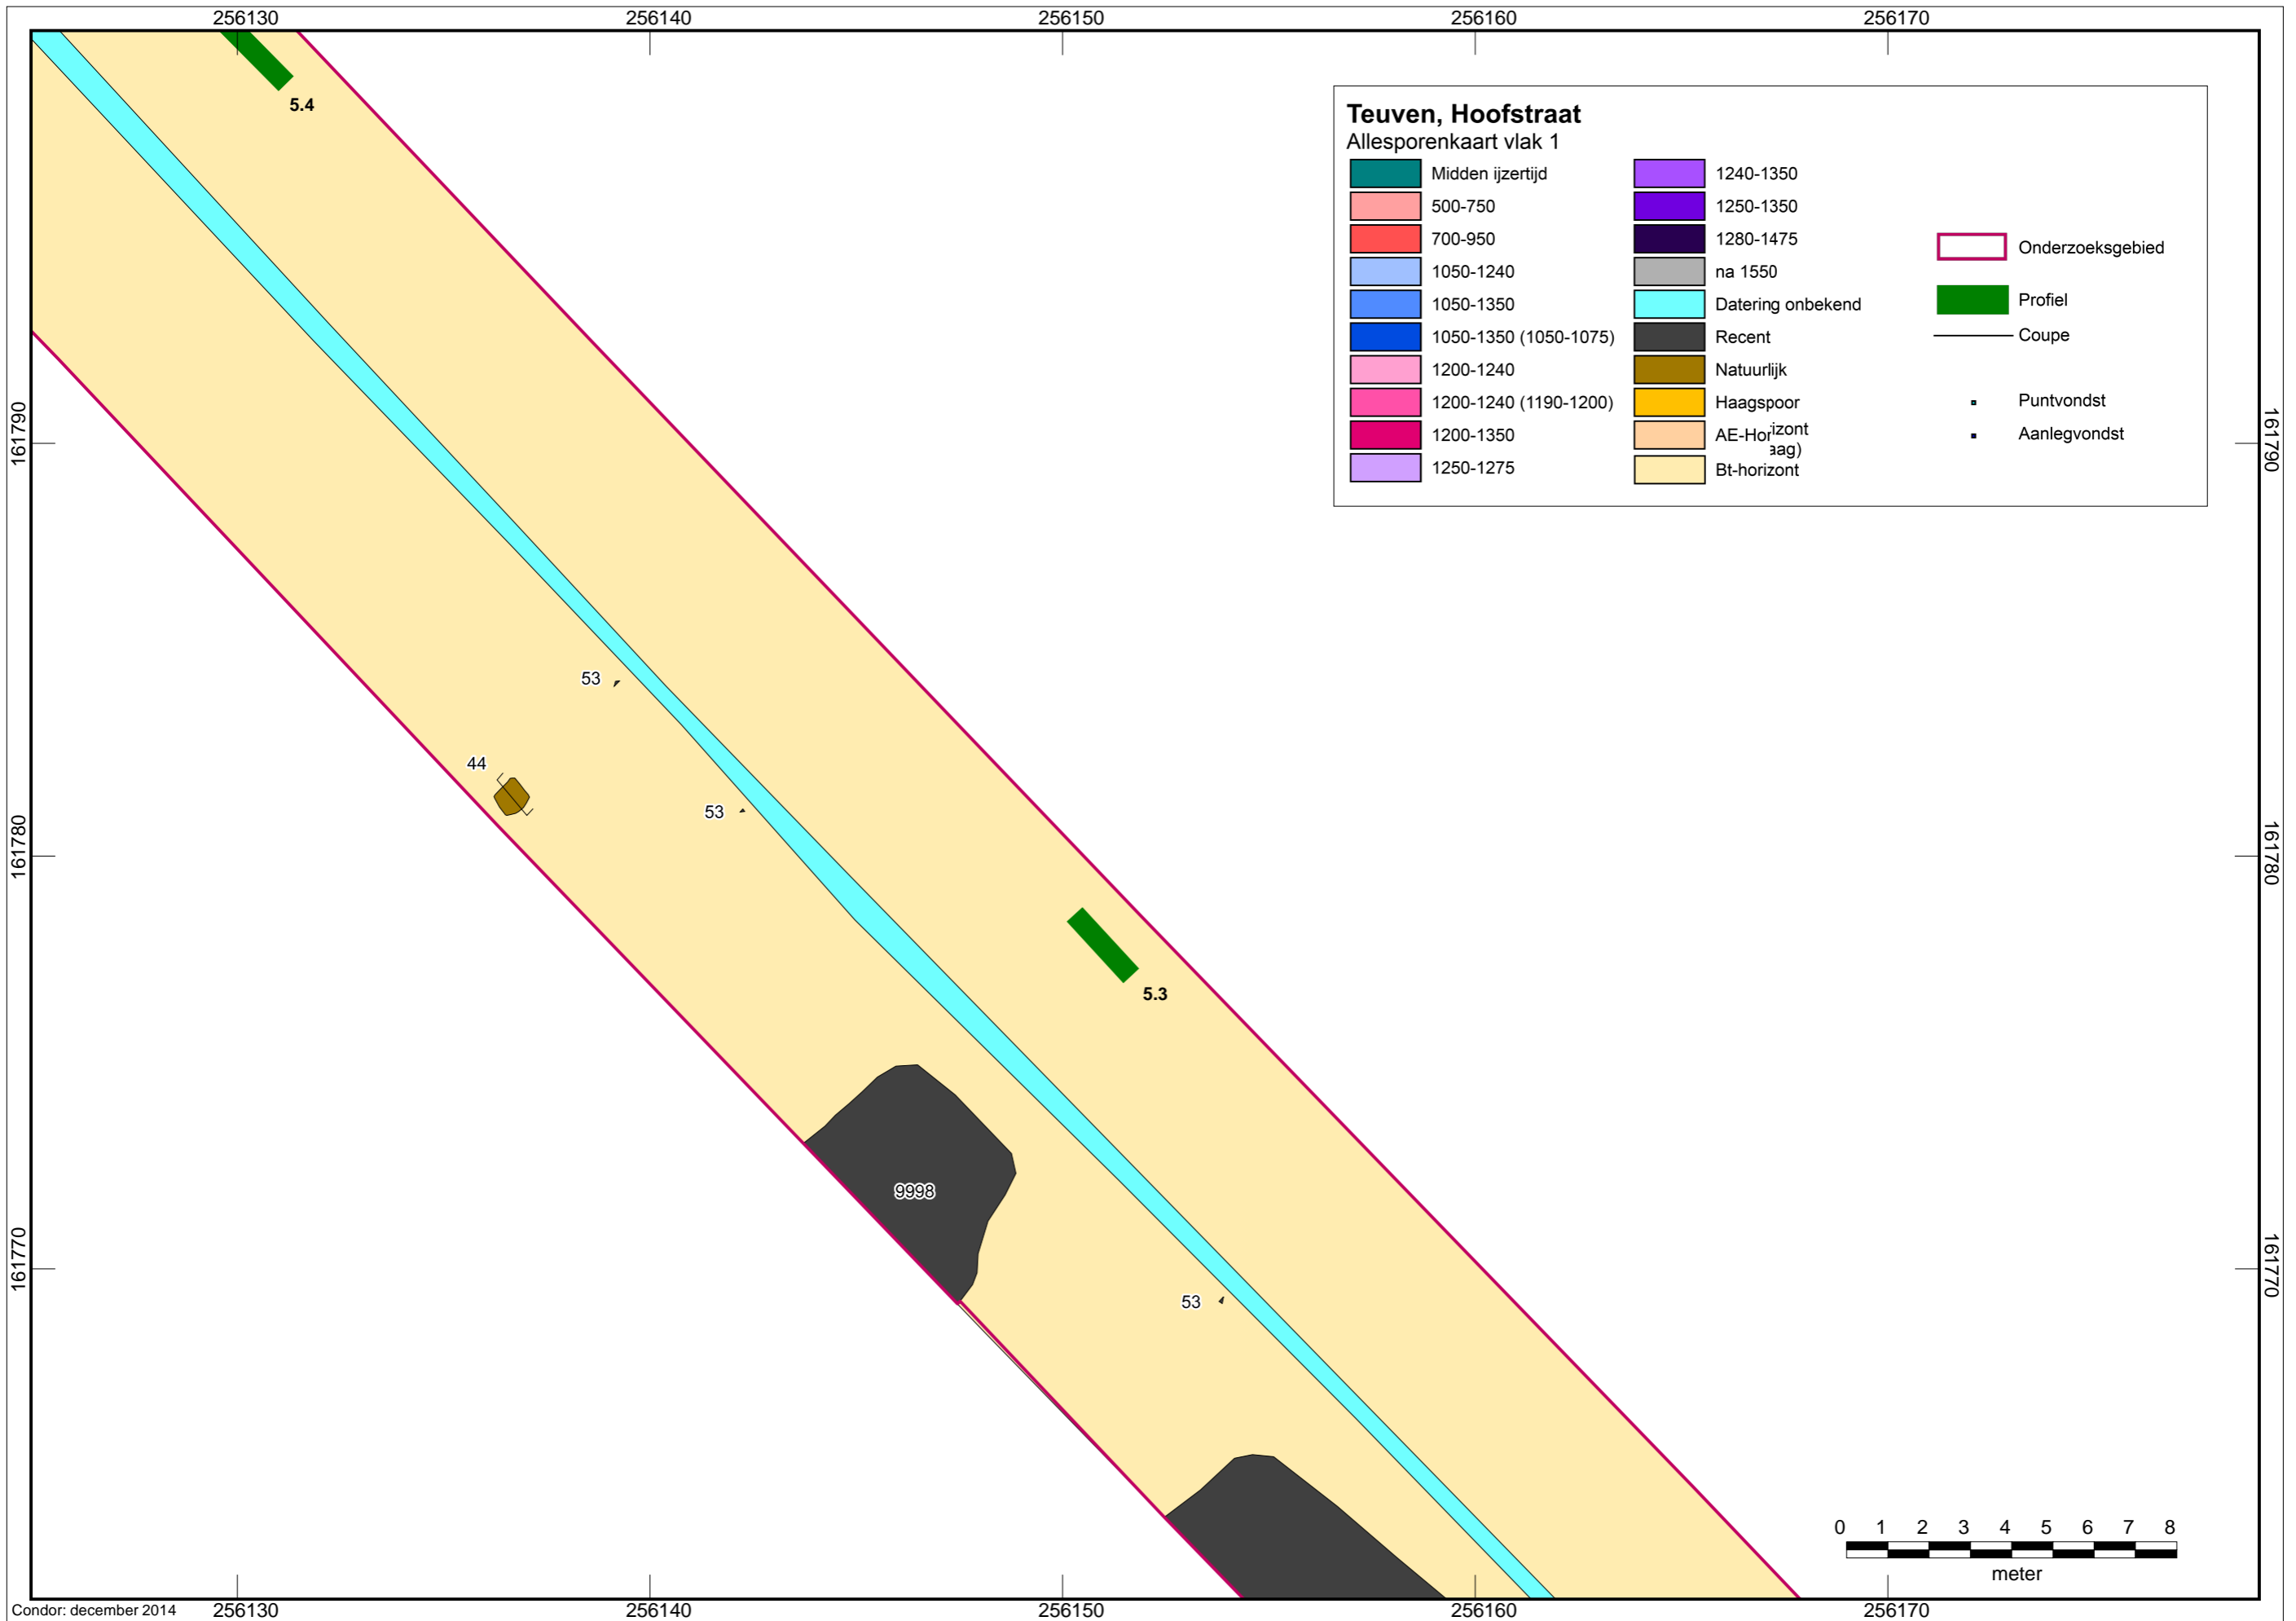 256130 256140 256150 256160 256170
5.4
Teuven, Hoofstraat
Allesporenkaart vlak 1
Midden ijzertijd
500-750
700-950
1050-1240
1050-1350
1050-1350 (1050-1075)
1200-1240
1200-1240 (1190-1200)
1200-1350
1250-1275
1240-1350
1250-1350
1280-1475
na 1550
Datering onbekend
Recent
Natuurlijk
Haagspoor
AE-Horizont
aag)
Bt-horizont
Onderzoeksgebied
Profiel
Coupe
Puntvondst
Aanlegvondst
161790 161790
53
44
53
161780 161780
5.3
9998
161770 161770
53
0 1 2 3 4 5 6 7 8
meter
Condor: december 2014
256130 256140 256150 256160 256170